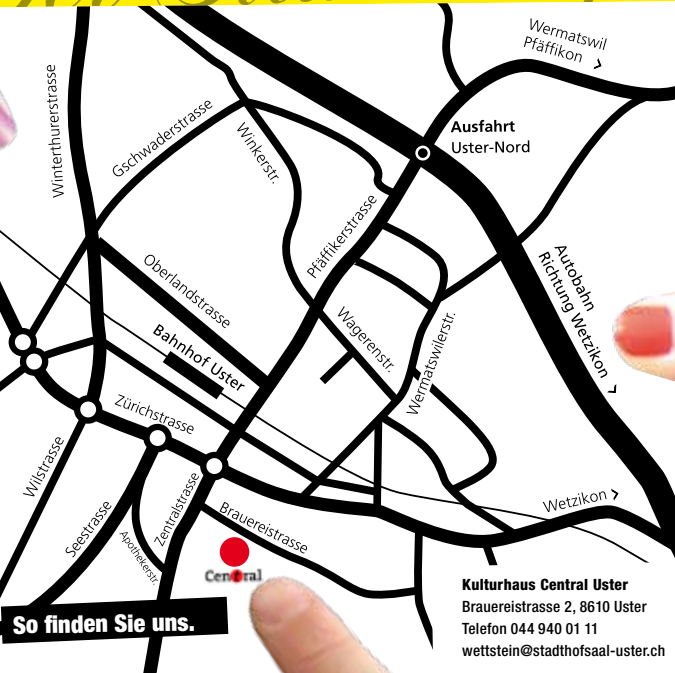 Wermatswil
Pfäffikon >
Ausfahrt
Uster-Nord
Winterthurerstrasse
Gschwaderstrasse
Winkerstr.
Pfäffikerstrasse
Oberlandstrasse
Autobahn
Richtung Wetzikon >
Bahnhof Uster
Wagerenstr.
Wermatswilerstr.
Zürichstrasse
Wilstrasse
Seestrasse
Apothekerstr.
Zentralstrasse
Brauereistrasse
Wetzikon >
Central
Kulturhaus Central Uster
Brauereistrasse 2, 8610 Uster
Telefon 044 940 01 11
wettstein@stadthofsaal-uster.ch
So finden Sie uns.